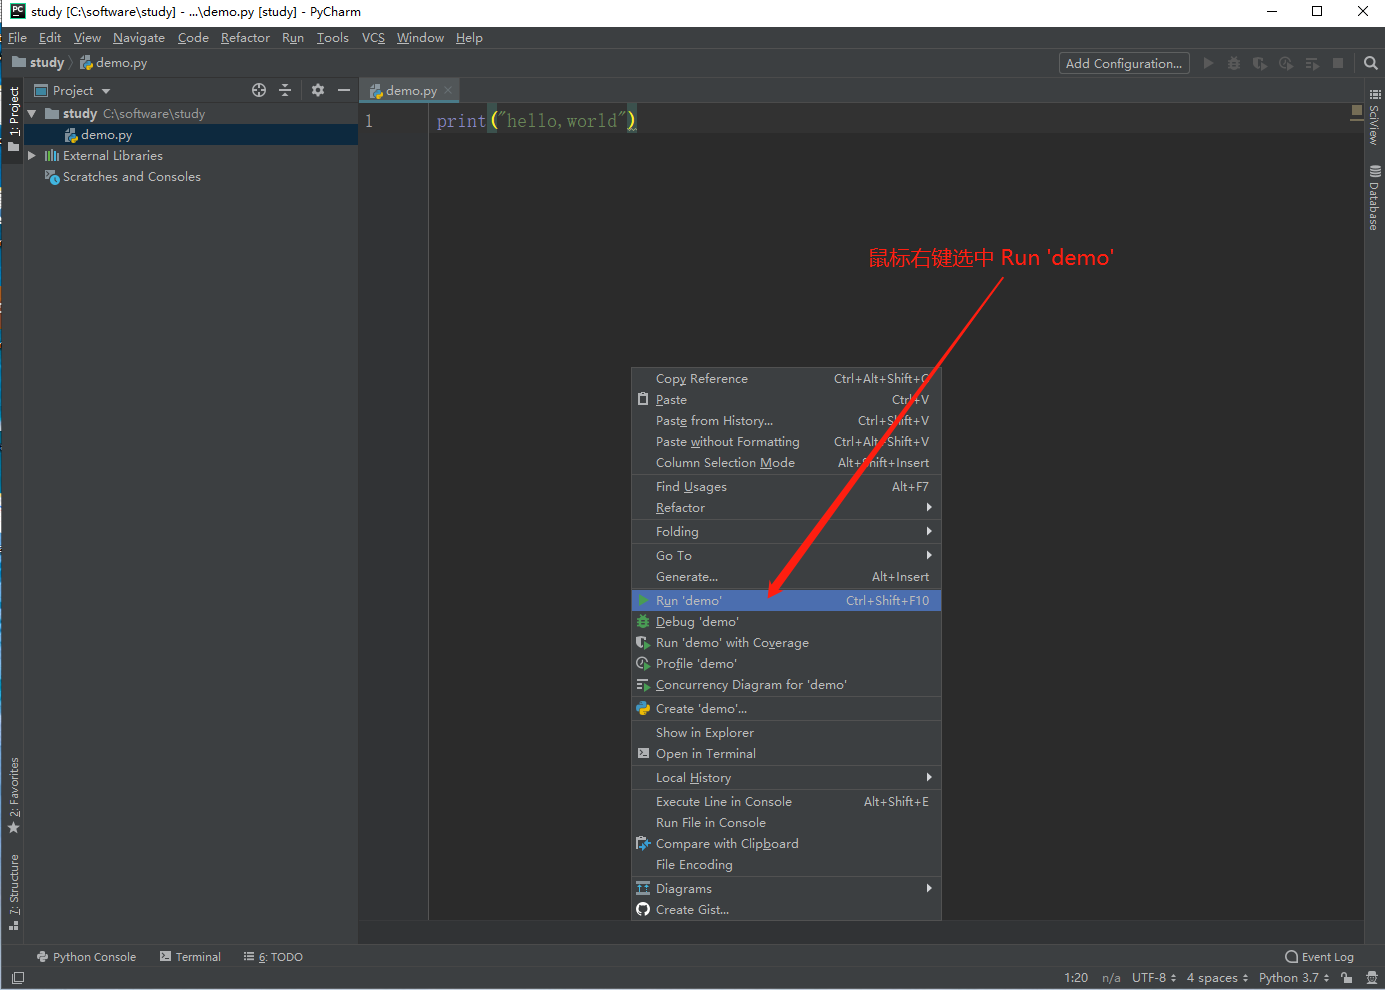 study [C:\software\study] - ...\demo.py [study] - PyCharm
File Edit View Navigate Code Refactor Run Tools VCS Window Help
study demo.py Add Configuration...
1: Project
Project
demo.py
study C:\software\study
demo.py
External Libraries
Scratches and Consoles
1 print("hello,world")
SciView
Database
鼠标右键选中 Run 'demo'
Copy Reference Ctrl+Alt+Shift+C
Paste Ctrl+V
Paste from History... Ctrl+Shift+V
Paste without Formatting Ctrl+Alt+Shift+V
Column Selection Mode Alt+Shift+Insert
Find Usages Alt+F7
Refactor
Folding
Go To
Generate... Alt+Insert
Run 'demo' Ctrl+Shift+F10
Debug 'demo'
Run 'demo' with Coverage
Profile 'demo'
Concurrency Diagram for 'demo'
Create 'demo'...
Show in Explorer
Open in Terminal
Local History
Execute Line in Console Alt+Shift+E
Run File in Console
Compare with Clipboard
File Encoding
Diagrams
Create Gist...
2: Favorites
7: Structure
Python Console Terminal 6: TODO Event Log
1:20 n/a UTF-8 4 spaces Python 3.7